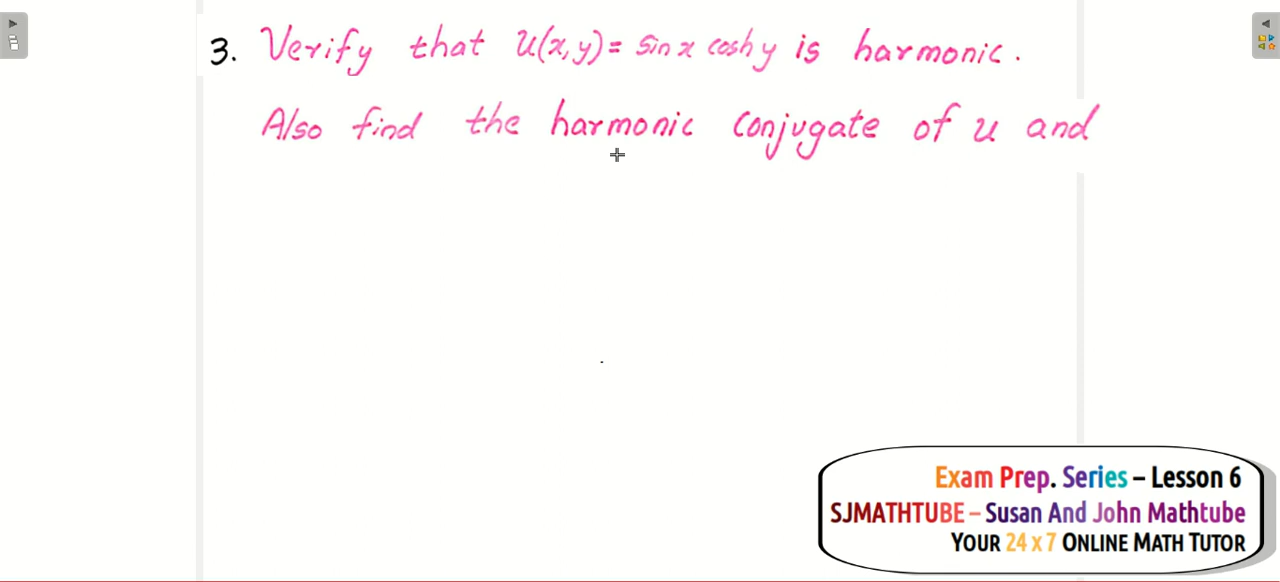 3. Verify that u(x,y)= sin x cosh y is harmonic.
Also find the harmonic conjugate of u and
Exam Prep. Series – Lesson 6
SJMATHTUBE – Susan And John Mathtube
YOUR 24 x 7 ONLINE MATH TUTOR